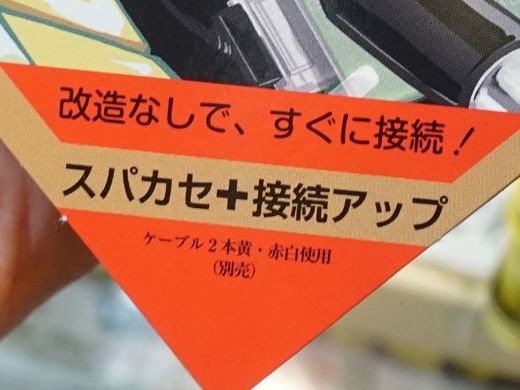 改造なしで、すぐに接続!
スパカセ+接続アップ
ケーブル2本黄・赤白使用
(別売)